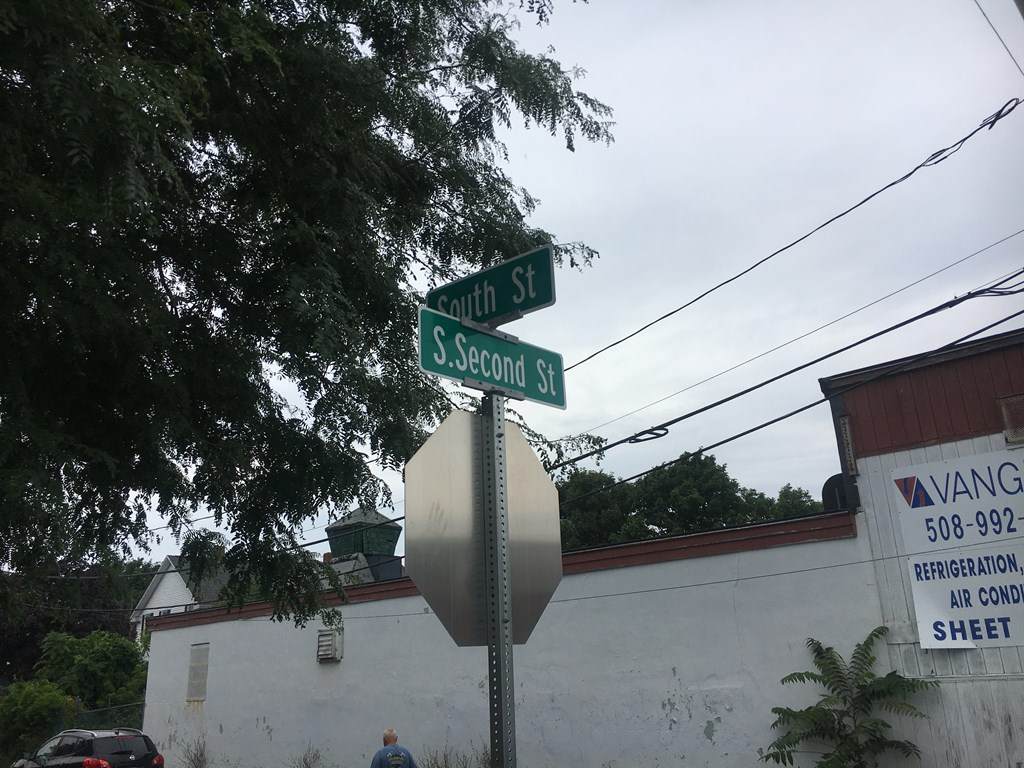 South St
S.Second St
VANG
508-992-
REFRIGERATION,
AIR COND
SHEET